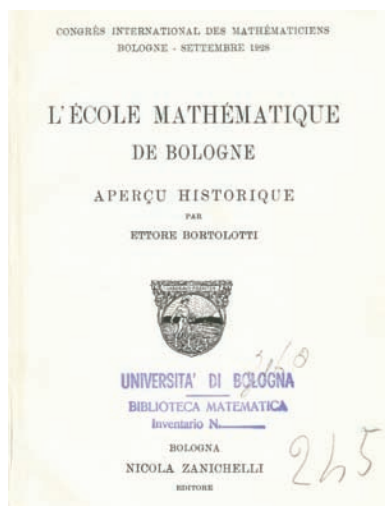 CONGRÈS INTERNATIONAL DES MATHÉMATICIENS
BOLOGNE - SETTEMBRE 1928
L'ÉCOLE MATHÉMATIQUE
DE BOLOGNE
APERÇU HISTORIQUE
PAR
ETTORE BORTOLOTTI
UNIVERSITA' DI BOLOGNA
BIBLIOTECA MATEMATICA
Inventario N.
BOLOGNA
NICOLA ZANICHELLI
EDITORE
245